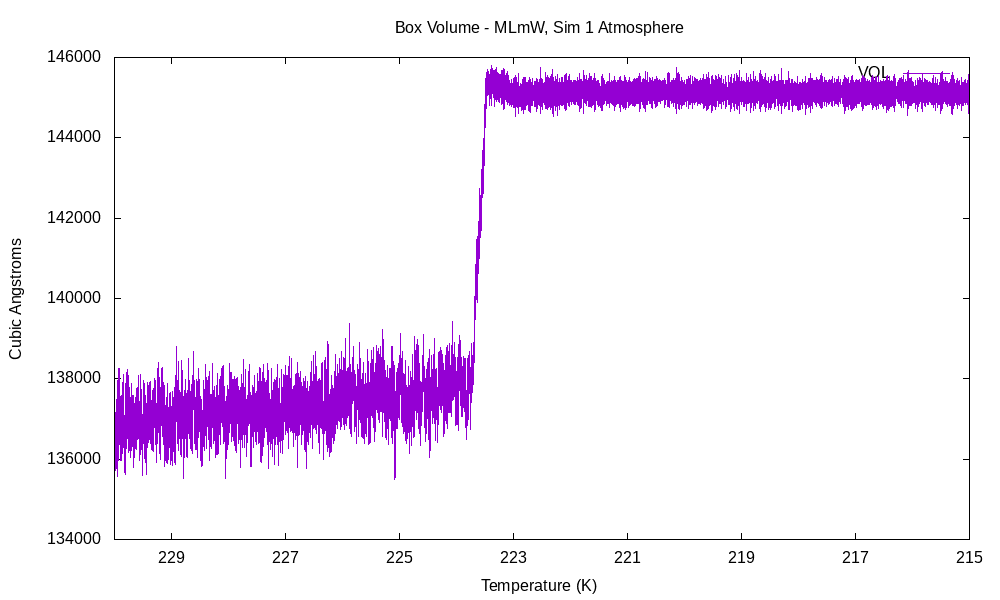 Box Volume - MLmW, Sim 1 Atmosphere
VOL
146000
144000
142000
140000
138000
136000
134000
Cubic Angstroms
229 227 225 223 221 219 217 215
Temperature (K)